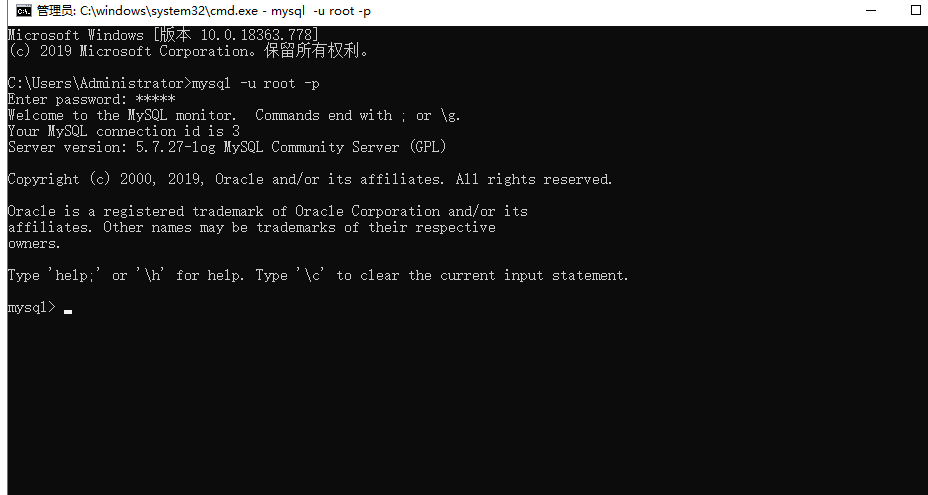 管理员: C:\windows\system32\cmd.exe - mysql  -u root -p
Microsoft Windows [版本 10.0.18363.778]
(c) 2019 Microsoft Corporation。保留所有权利。
C:\Users\Administrator>mysql -u root -p
Enter password: *****
Welcome to the MySQL monitor.  Commands end with ; or \g.
Your MySQL connection id is 3
Server version: 5.7.27-log MySQL Community Server (GPL)
Copyright (c) 2000, 2019, Oracle and/or its affiliates. All rights reserved.
Oracle is a registered trademark of Oracle Corporation and/or its
affiliates. Other names may be trademarks of their respective
owners.
Type 'help;' or '\h' for help. Type '\c' to clear the current input statement.
mysql>